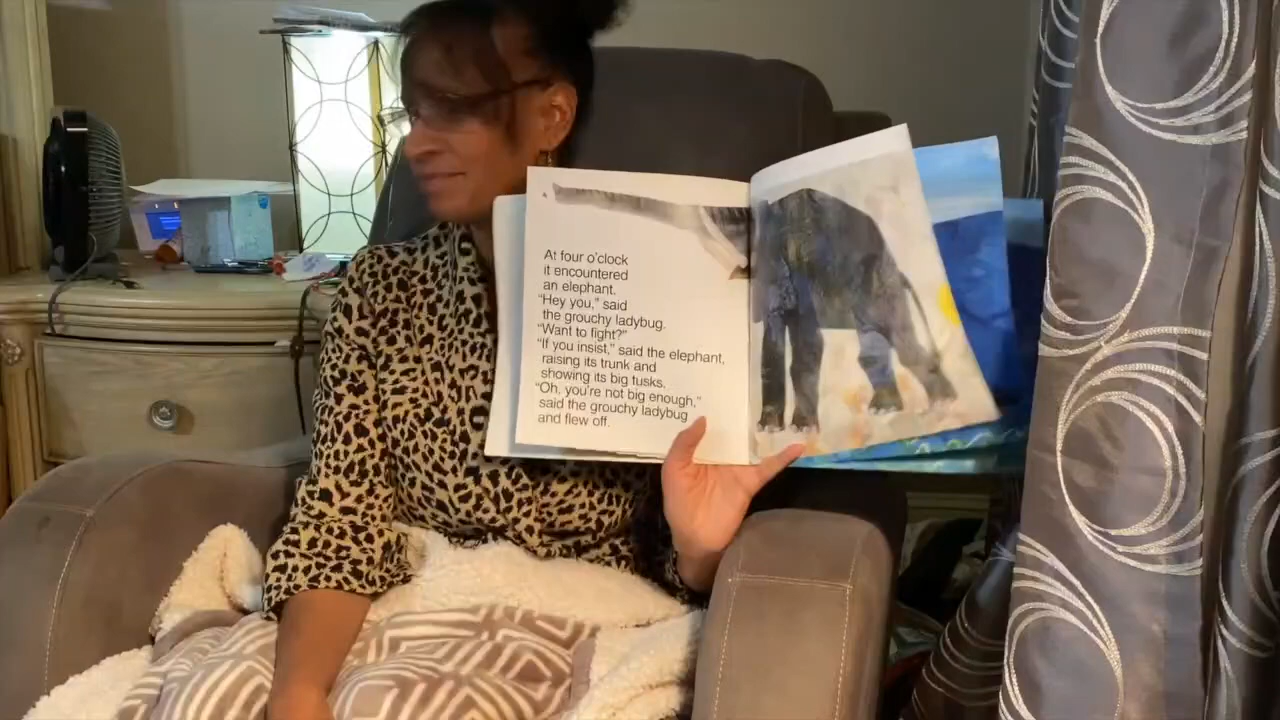 At four o'clock
it encountered
an elephant.
"Hey you," said
the grouchy ladybug.
"Want to fight?"
"If you insist," said the elephant,
raising its trunk and
showing its big tusks.
"Oh, you're not big enough,"
said the grouchy ladybug
and flew off.